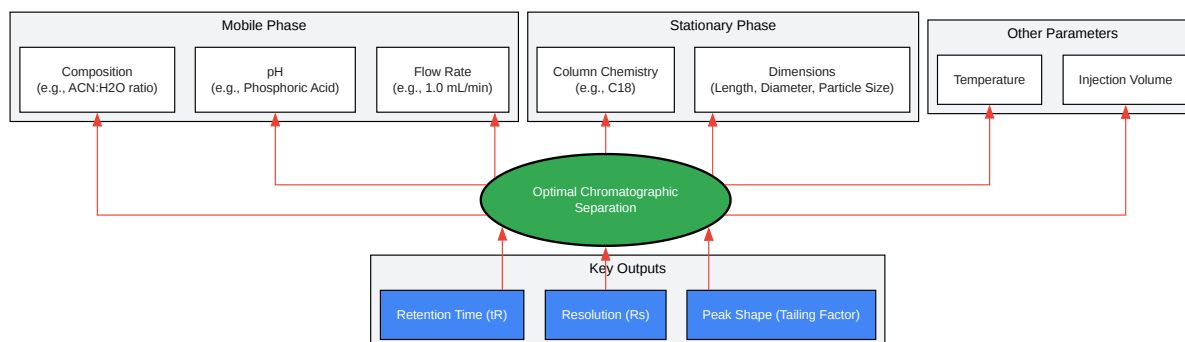 Mobile Phase
Composition
(e.g., ACN:H2O ratio)
pH
(e.g., Phosphoric Acid)
Flow Rate
(e.g., 1.0 mL/min)
Stationary Phase
Column Chemistry
(e.g., C18)
Dimensions
(Length, Diameter, Particle Size)
Other Parameters
Temperature
Injection Volume
Optimal Chromatographic
Separation
Key Outputs
Retention Time (tR)
Resolution (Rs)
Peak Shape (Tailing Factor)